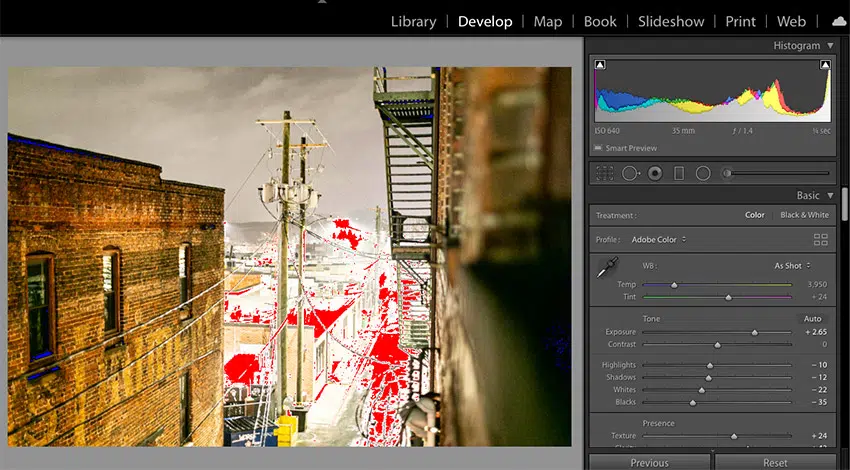 Library | Develop | Map | Book | Slideshow | Print | Web
Histogram
ISO 640 35 mm ƒ / 1.4 ¼ sec
Smart Preview
Basic
Treatment : Color Black & White
Profile : Adobe Color
WB : As Shot
Temp 3,950
Tint + 24
Tone Auto
Exposure + 2.65
Contrast 0
Highlights − 10
Shadows − 12
Whites − 22
Blacks − 35
Presence
Texture + 24
Previous Reset